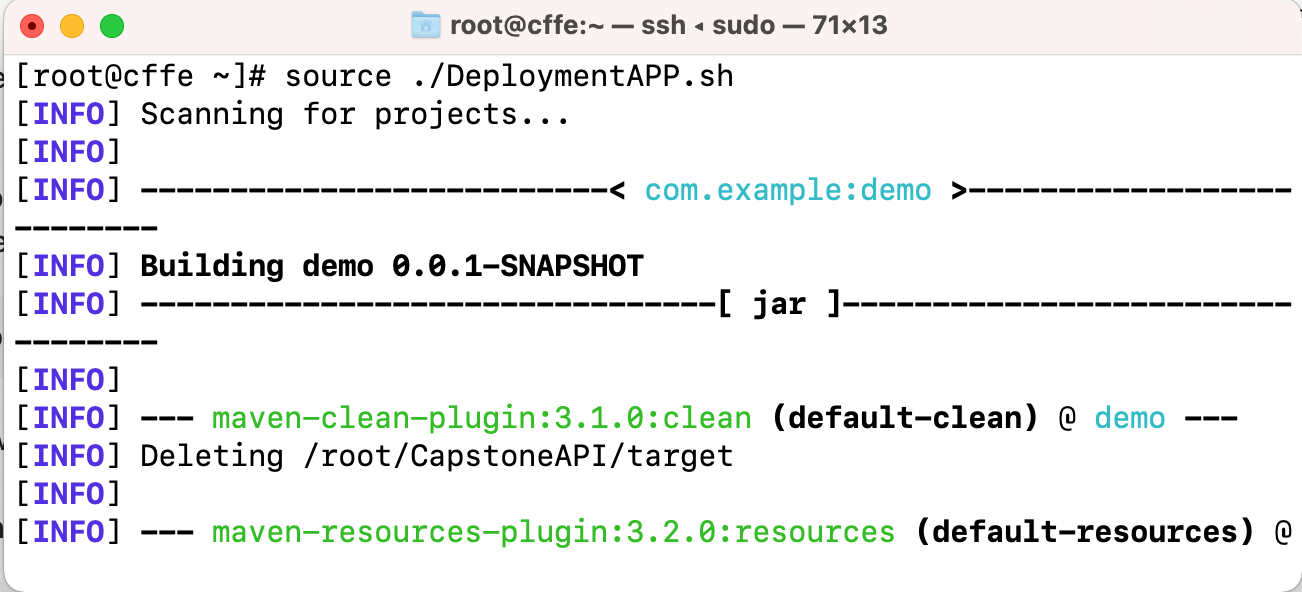 root@cffe:~ — ssh ◂ sudo — 71×13
[root@cffe ~]# source ./DeploymentAPP.sh
[INFO] Scanning for projects...
[INFO]
[INFO] --------------------------< com.example:demo >------------------
--------
[INFO] Building demo 0.0.1-SNAPSHOT
[INFO] --------------------------------[ jar ]-------------------------
--------
[INFO]
[INFO] --- maven-clean-plugin:3.1.0:clean (default-clean) @ demo ---
[INFO] Deleting /root/CapstoneAPI/target
[INFO]
[INFO] --- maven-resources-plugin:3.2.0:resources (default-resources) @